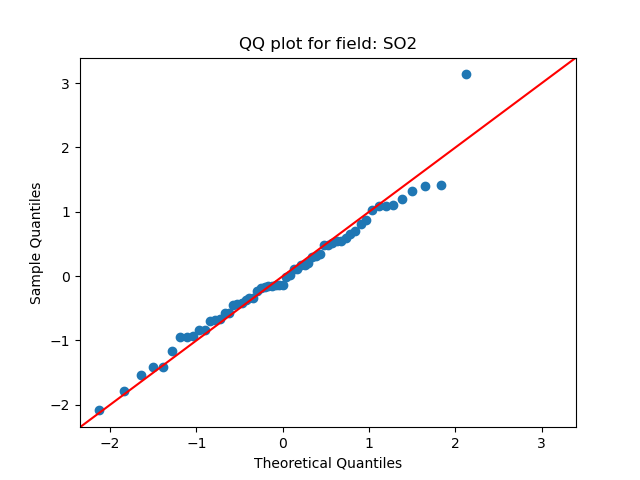 QQ plot for field: SO2
3
2
1
0
−1
−2
Sample Quantiles
−2 −1 0 1 2 3
Theoretical Quantiles